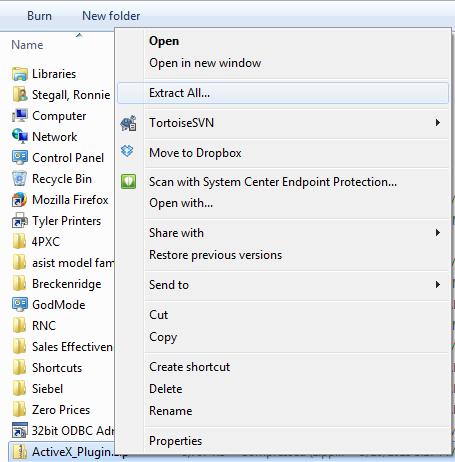 Burn New folder
Name
Libraries
Stegall, Ronnie
Computer
Network
Control Panel
Recycle Bin
Mozilla Firefox
Tyler Printers
4PXC
asist model fam
Breckenridge
GodMode
RNC
Sales Effectiven
Shortcuts
Siebel
Zero Prices
32bit ODBC Adr
ActiveX_Plugin.zip
Open
Open in new window
Extract All...
TortoiseSVN
Move to Dropbox
Scan with System Center Endpoint Protection...
Open with...
Share with
Restore previous versions
Send to
Cut
Copy
Create shortcut
Delete
Rename
Properties